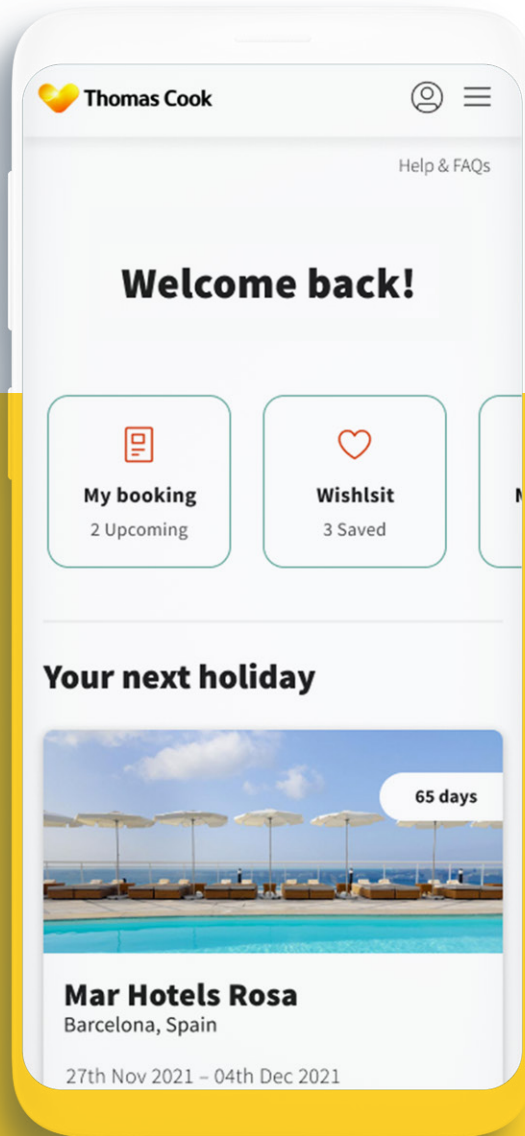 Thomas Cook
Help & FAQs
Welcome back!
My booking
2 Upcoming
Wishlsit
3 Saved
Your next holiday
65 days
Mar Hotels Rosa
Barcelona, Spain
27th Nov 2021 – 04th Dec 2021